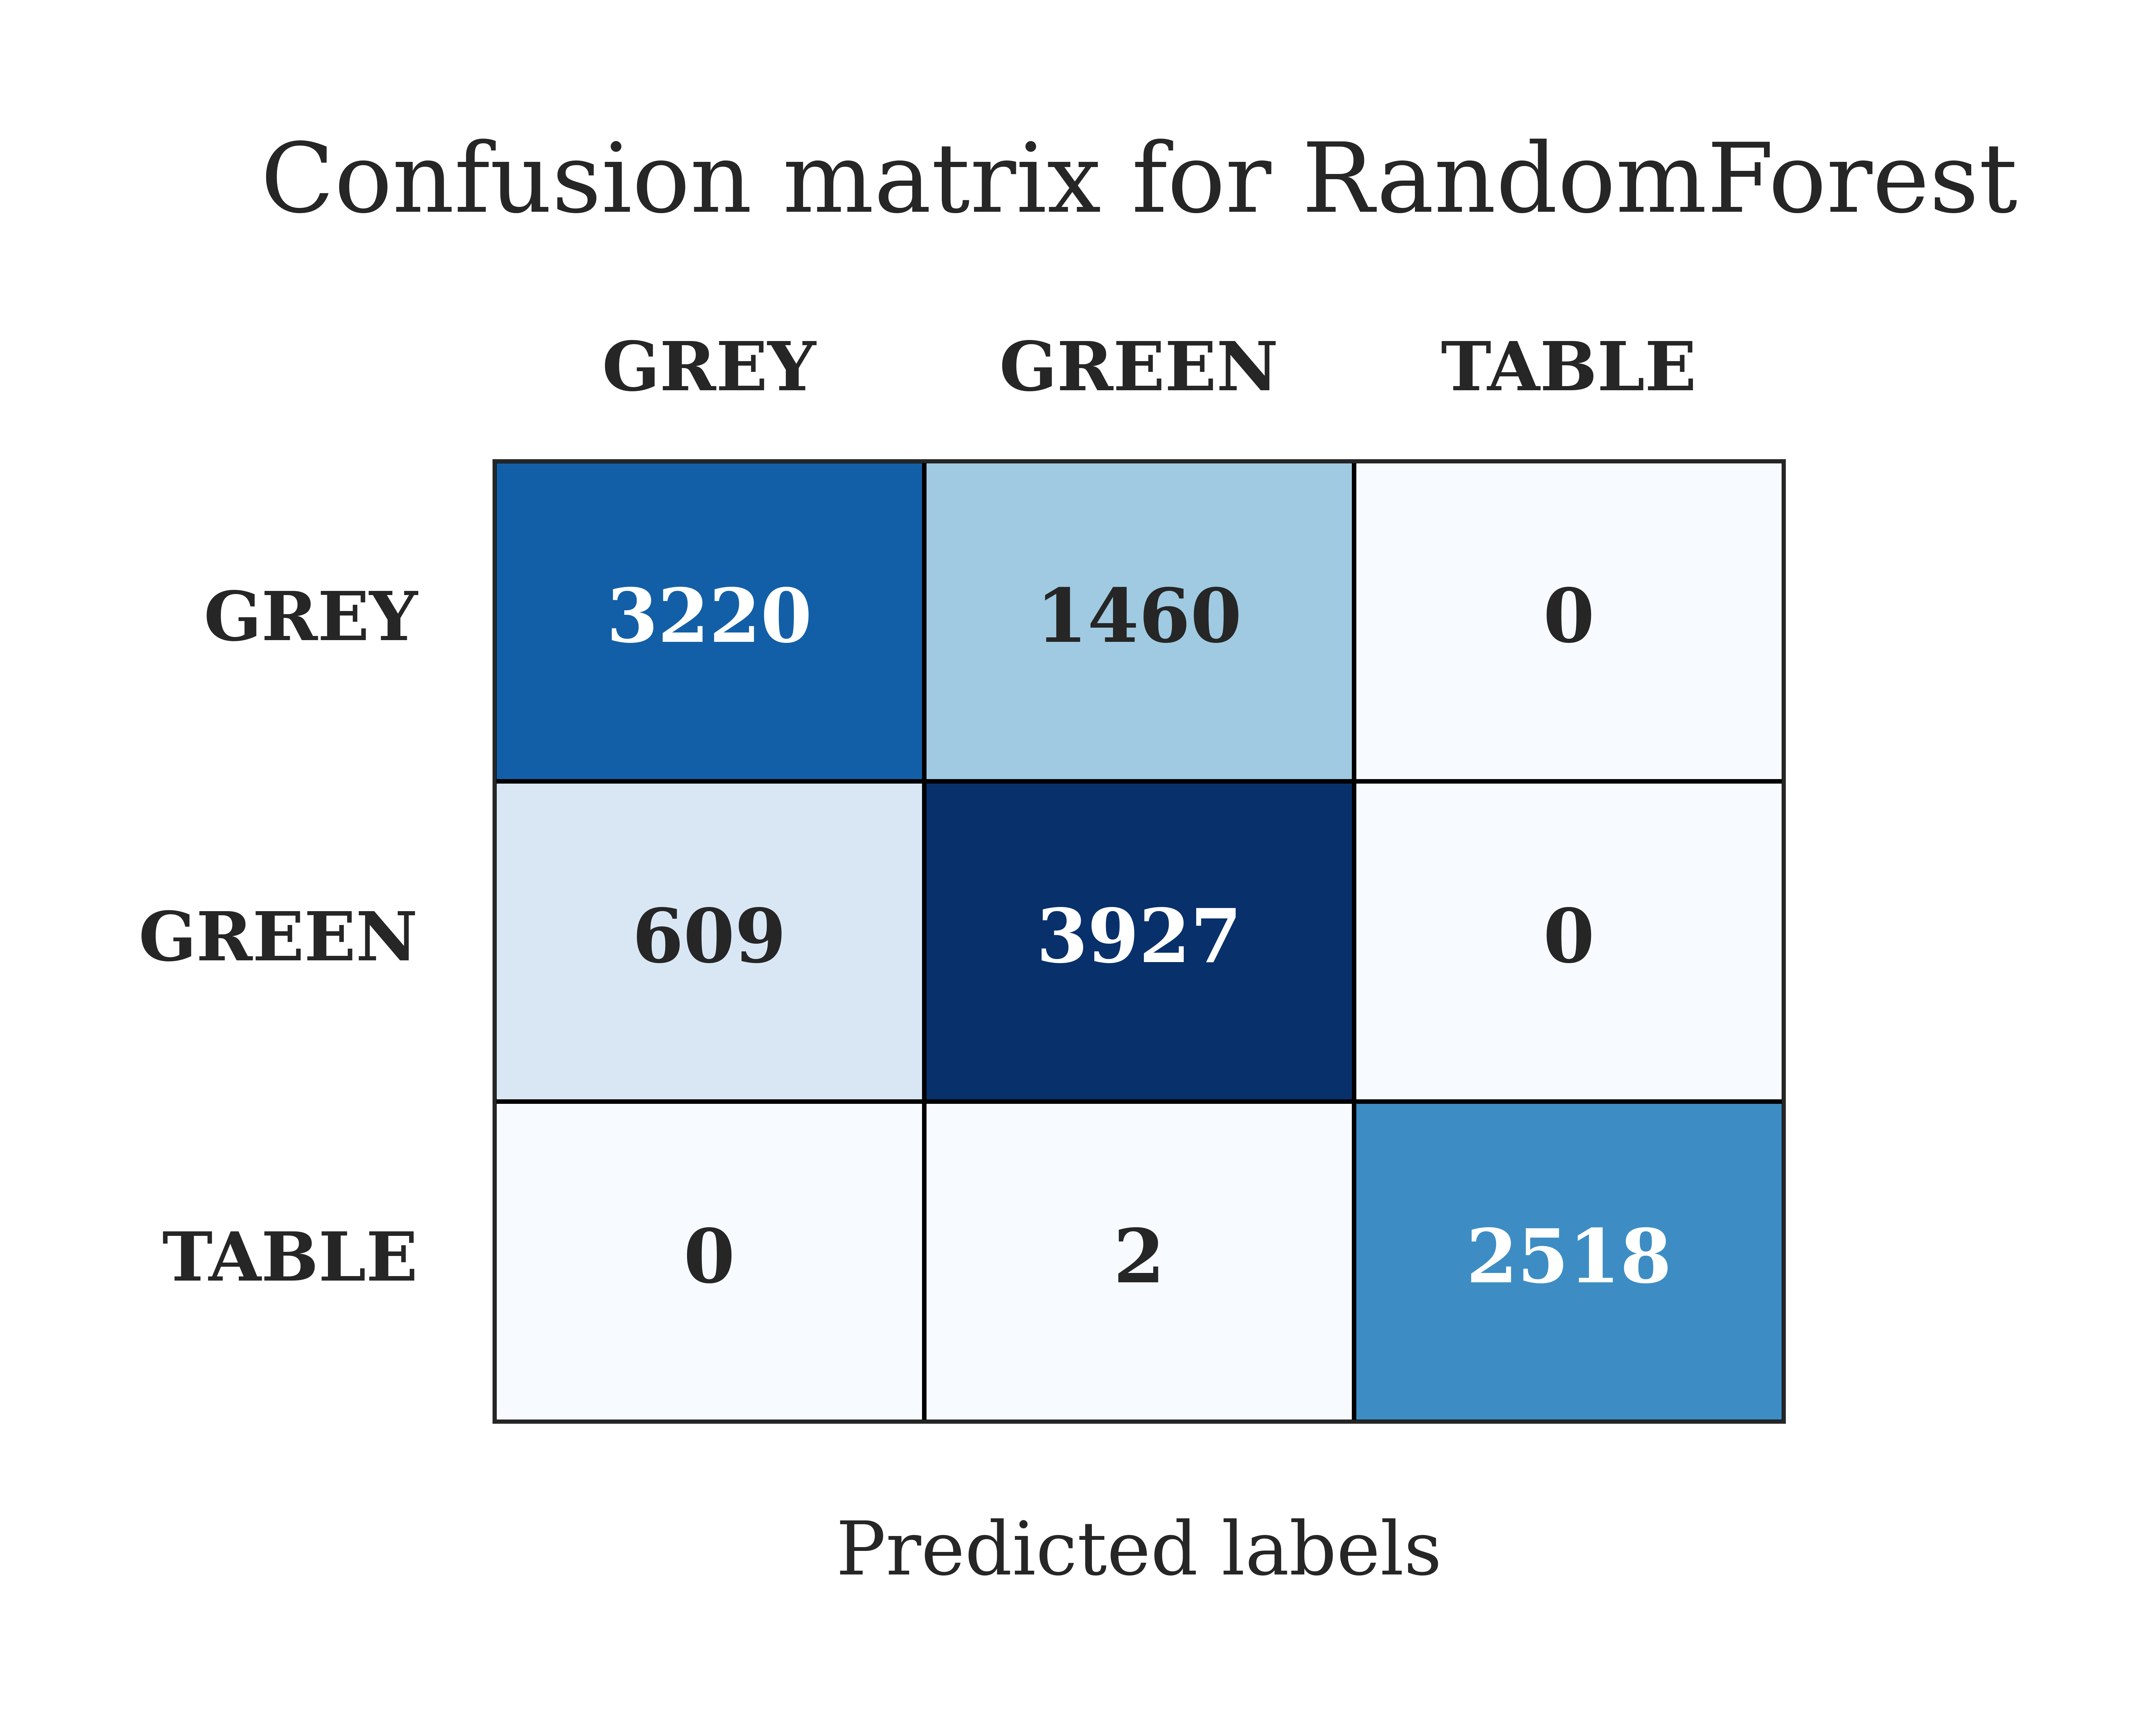 Confusion matrix for RandomForest
GREY GREEN TABLE
GREY 3220 1460 0
GREEN 609 3927 0
TABLE 0 2 2518
Predicted labels